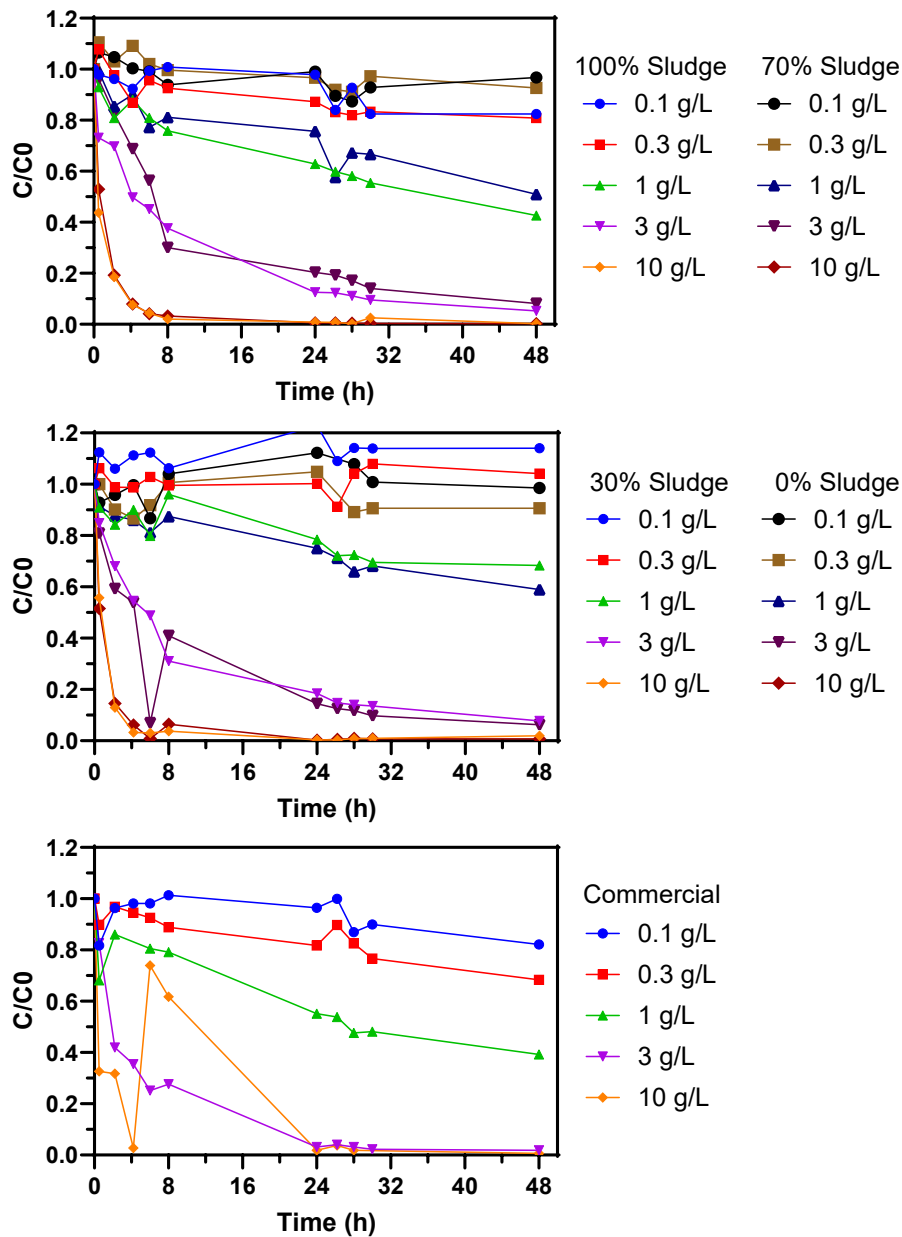 1.2
1.0
0.8
0.6
0.4
0.2
0.0
C/C0
0 8 16 24 32 40 48
Time (h)
100% Sludge 70% Sludge
0.1 g/L 0.1 g/L
0.3 g/L 0.3 g/L
1 g/L 1 g/L
3 g/L 3 g/L
10 g/L 10 g/L
1.2
1.0
0.8
0.6
0.4
0.2
0.0
C/C0
0 8 16 24 32 40 48
Time (h)
30% Sludge 0% Sludge
0.1 g/L 0.1 g/L
0.3 g/L 0.3 g/L
1 g/L 1 g/L
3 g/L 3 g/L
10 g/L 10 g/L
1.2
1.0
0.8
0.6
0.4
0.2
0.0
C/C0
0 8 16 24 32 40 48
Time (h)
Commercial
0.1 g/L
0.3 g/L
1 g/L
3 g/L
10 g/L